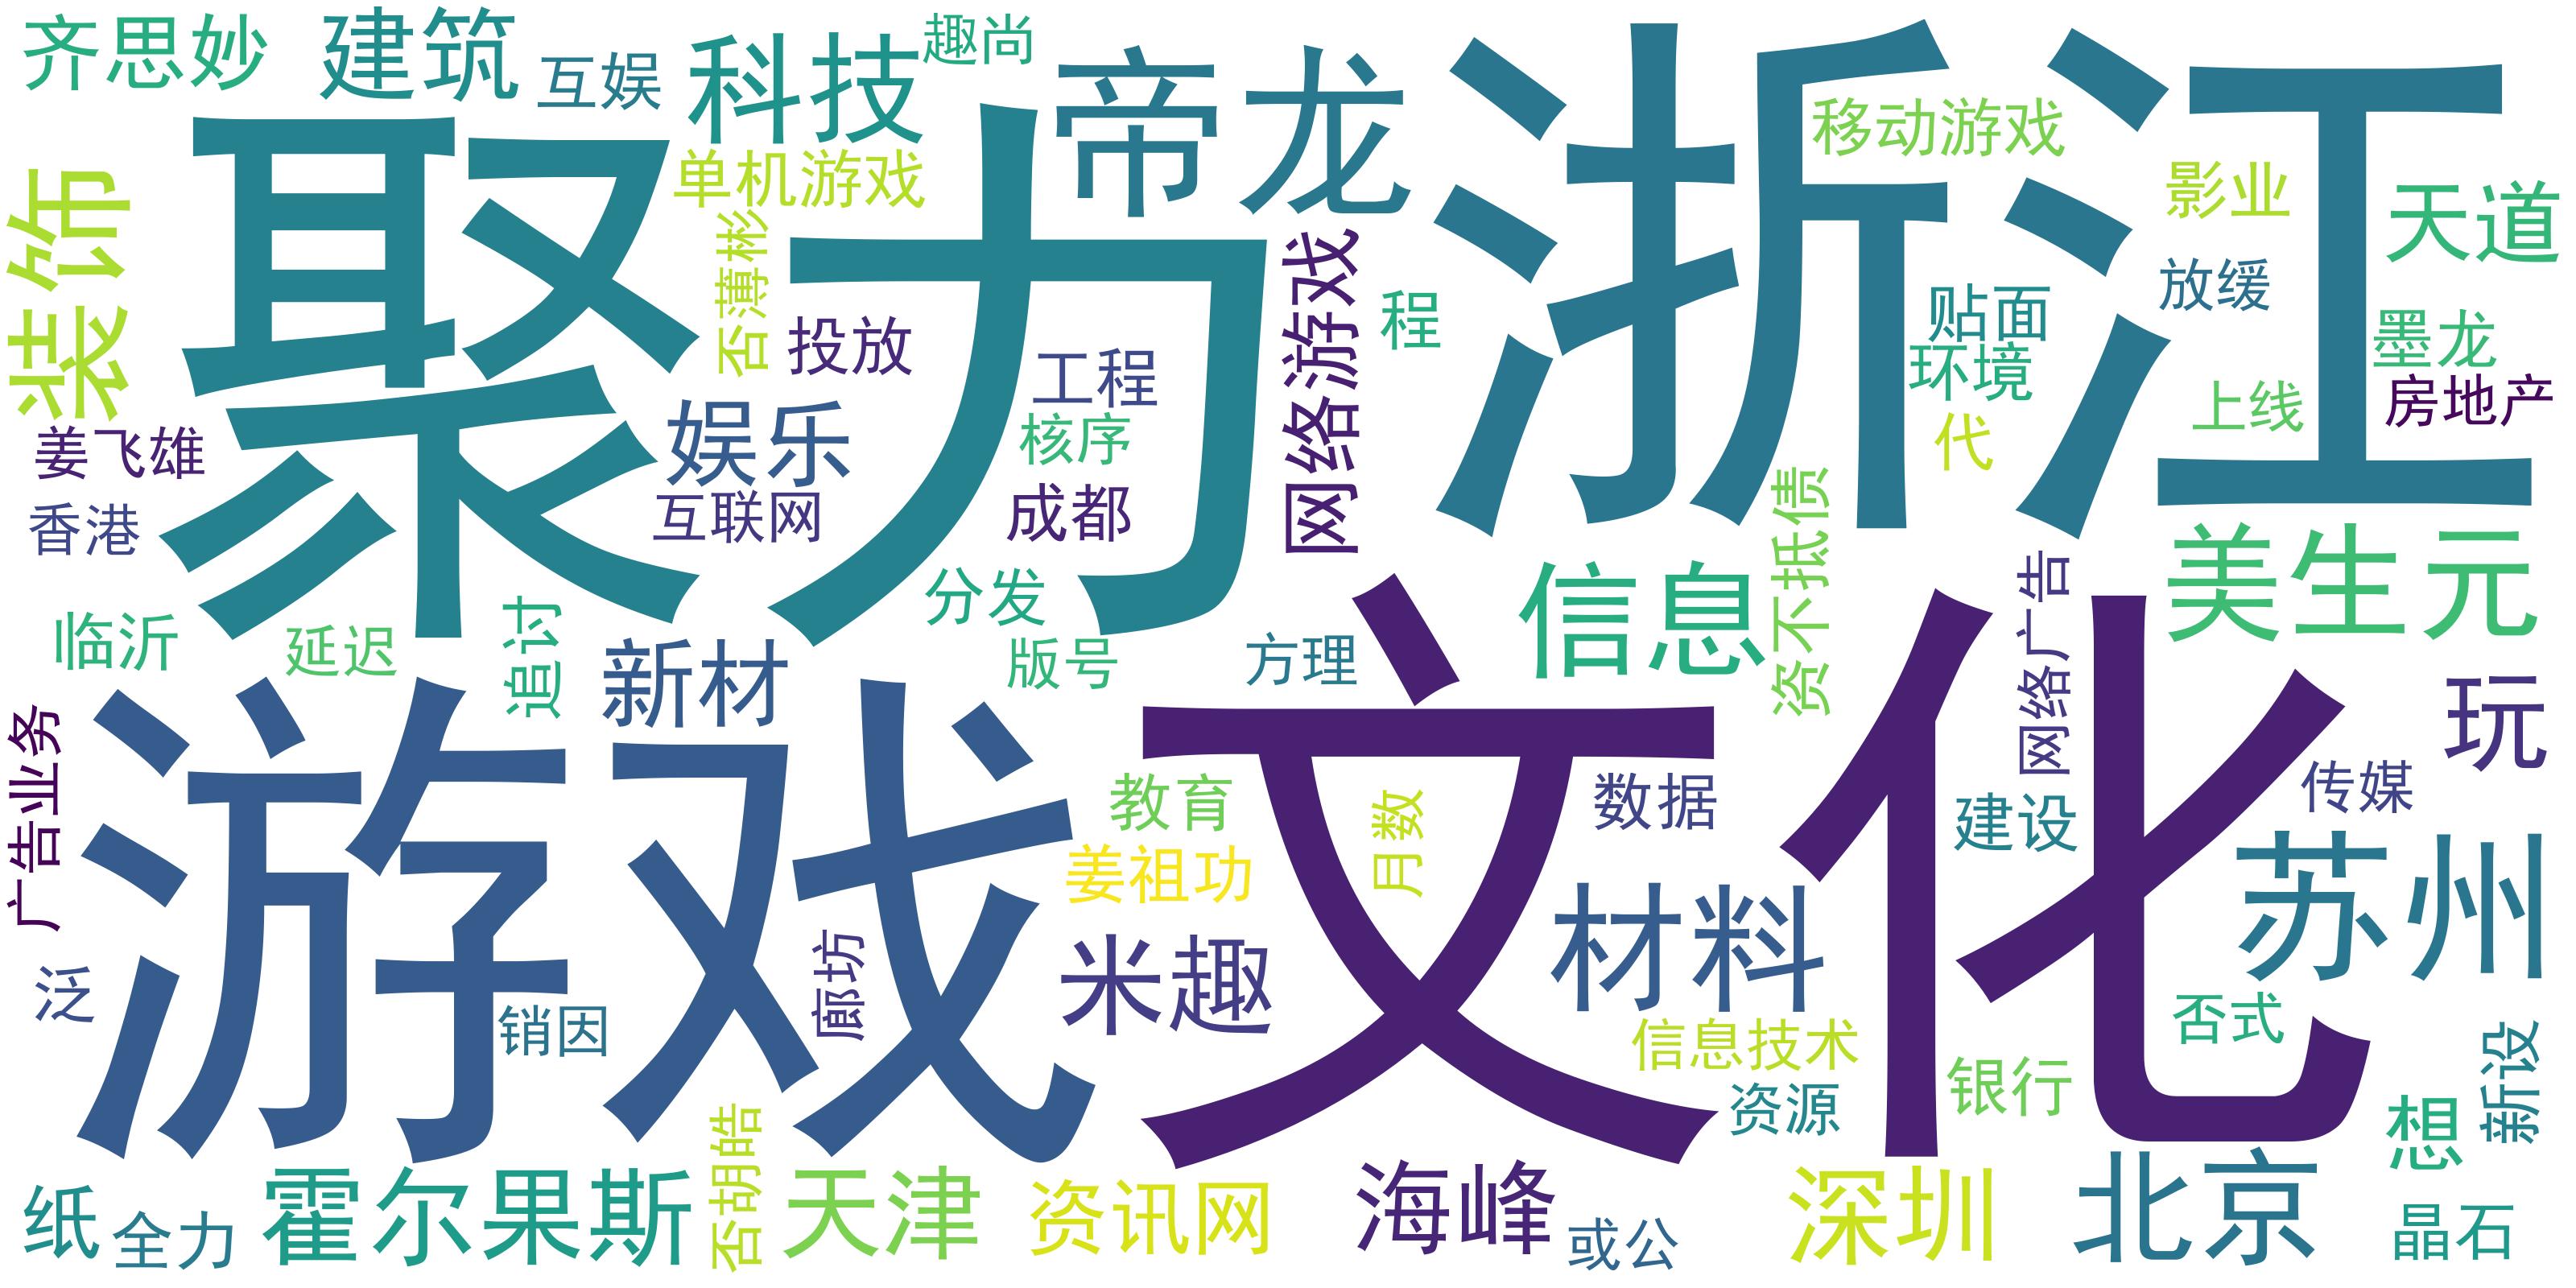 齐思妙
建筑
互娱
科技
趣尚
帝龙
浙江
移动游戏
影业
天道
装饰
聚力
单机游戏
否薄彬
投放
工程
核序
网络游戏
程
贴面
环境
代
放缓
墨龙
上线
房地产
姜飞雄
香港
娱乐
互联网
成都
临沂
延迟
追讨
新材
分发
版号
方理
信息
资不抵债
网络广告
美生元
玩
广告业务
游戏
文化
教育
姜祖功
月数
数据
建设
传媒
苏州
泛
销因
廊坊
米趣
材料
信息技术
资源
银行
否式
新设
想
纸
全力
霍尔果斯
否胡皓
天津
资讯网
海峰
或公
深圳
北京
晶石